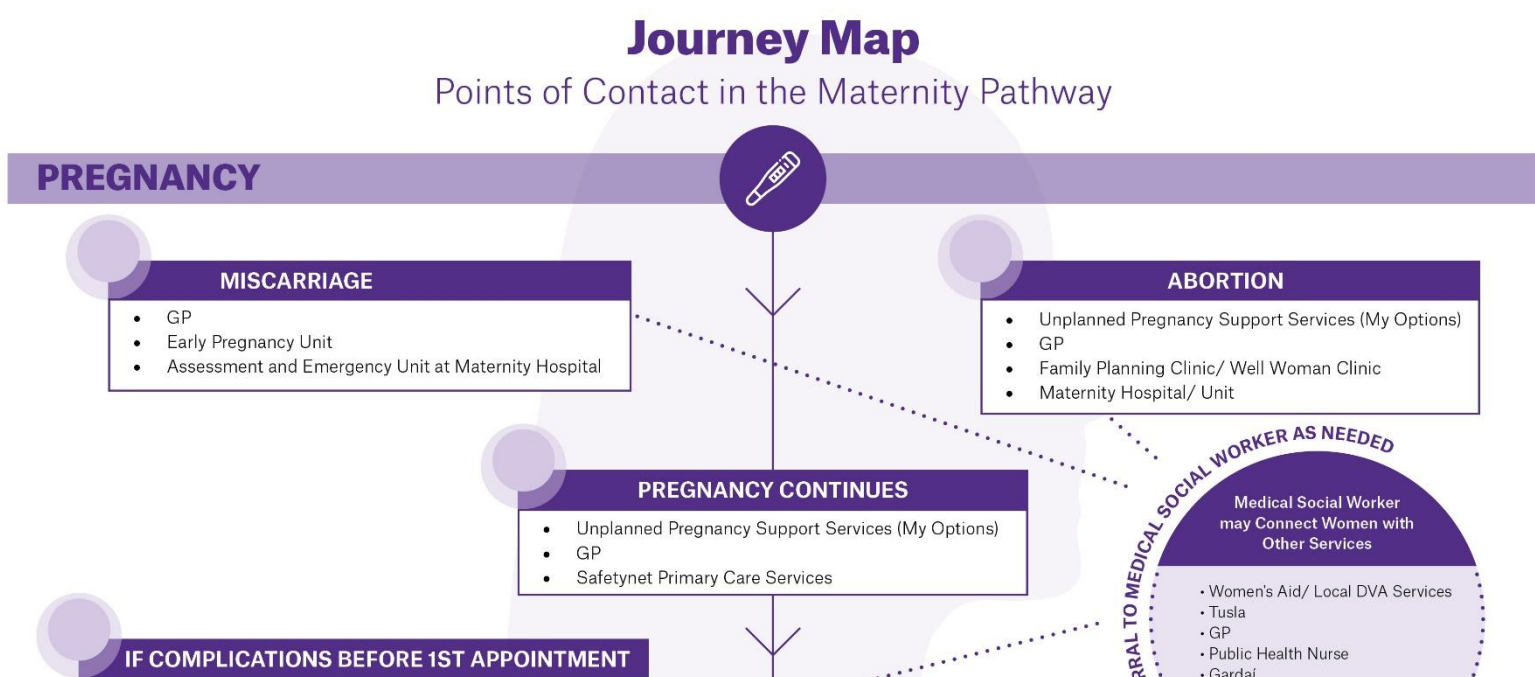 Journey Map
Points of Contact in the Maternity Pathway
PREGNANCY
MISCARRIAGE
• GP
• Early Pregnancy Unit
• Assessment and Emergency Unit at Maternity Hospital
ABORTION
• Unplanned Pregnancy Support Services (My Options)
• GP
• Family Planning Clinic/ Well Woman Clinic
• Maternity Hospital/ Unit
PREGNANCY CONTINUES
• Unplanned Pregnancy Support Services (My Options)
• GP
• Safetynet Primary Care Services
TO MEDICAL SOCIAL WORKER AS NEEDED
Medical Social Worker
may Connect Women with
Other Services
• Women's Aid/ Local DVA Services
• Tusla
• GP
• Public Health Nurse
• Gardaí
IF COMPLICATIONS BEFORE 1ST APPOINTMENT